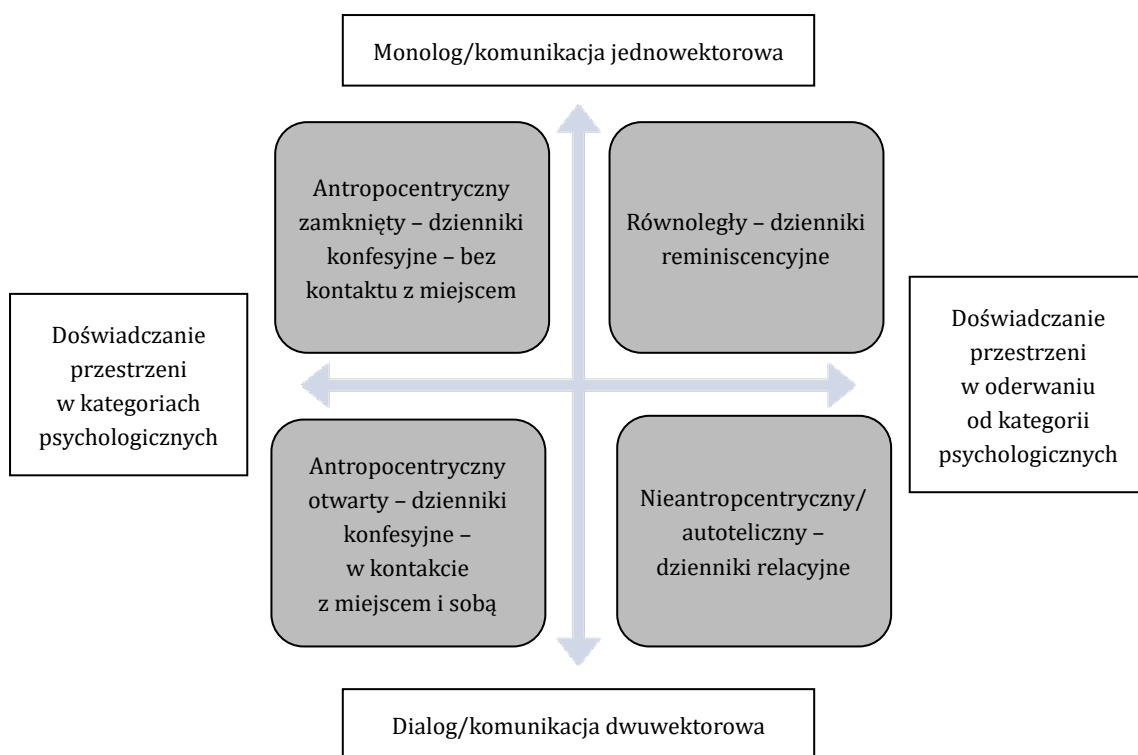 Monolog/komunikacja jednowektorowa
Antropocentryczny
zamknięty – dzienniki
konfesyjne – bez
kontaktu z miejscem
Równoległy – dzienniki
reminiscencyjne
Doświadczanie
przestrzeni
w kategoriach
psychologicznych
Doświadczanie
przestrzeni
w oderwaniu
od kategorii
psychologicznych
Antropocentryczny
otwarty – dzienniki
konfesyjne –
w kontakcie
z miejscem i sobą
Nieantropcentryczny/
autoteliczny –
dzienniki relacyjne
Dialog/komunikacja dwuwektorowa